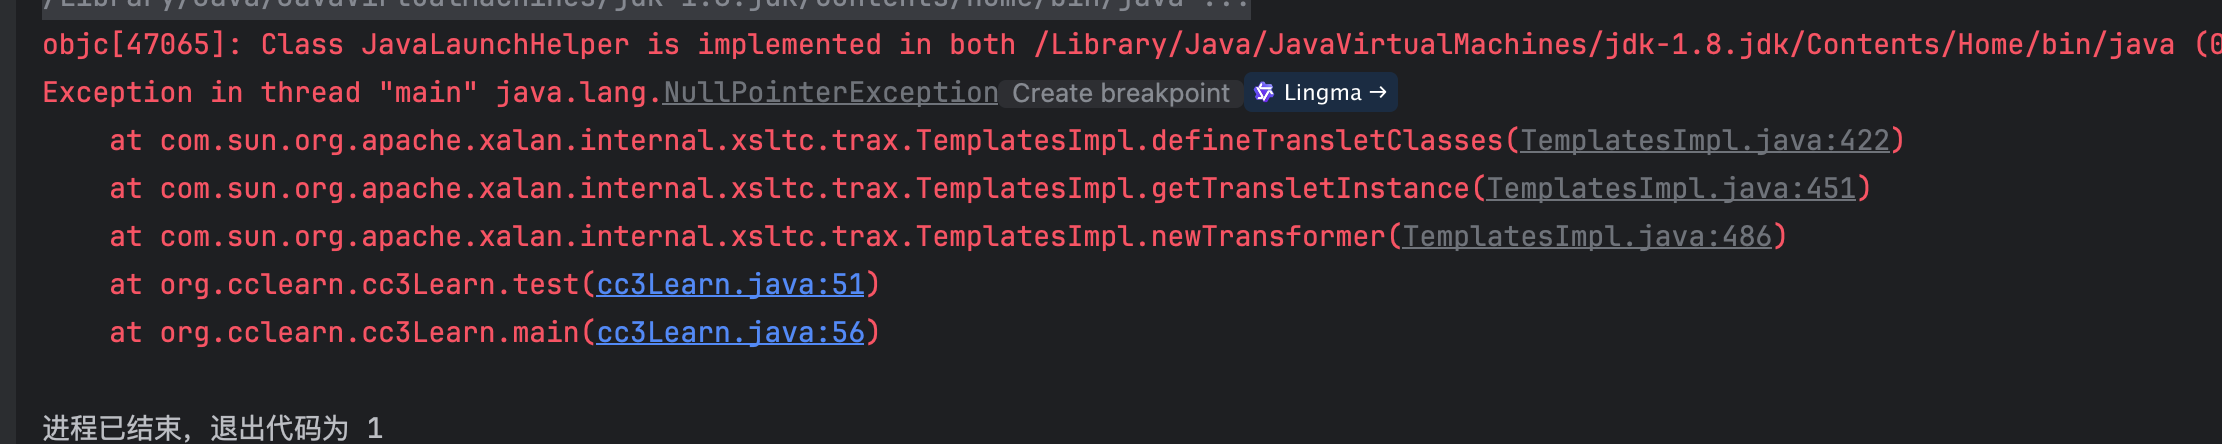 /Library/Java/JavaVirtualMachines/jdk-1.8.jdk/Contents/Home/bin/java ...
objc[47065]: Class JavaLaunchHelper is implemented in both /Library/Java/JavaVirtualMachines/jdk-1.8.jdk/Contents/Home/bin/java (0
Exception in thread "main" java.lang.NullPointerException Create breakpoint Lingma →
at com.sun.org.apache.xalan.internal.xsltc.trax.TemplatesImpl.defineTransletClasses(TemplatesImpl.java:422)
at com.sun.org.apache.xalan.internal.xsltc.trax.TemplatesImpl.getTransletInstance(TemplatesImpl.java:451)
at com.sun.org.apache.xalan.internal.xsltc.trax.TemplatesImpl.newTransformer(TemplatesImpl.java:486)
at org.cclearn.cc3Learn.test(cc3Learn.java:51)
at org.cclearn.cc3Learn.main(cc3Learn.java:56)
进程已结束，退出代码为 1